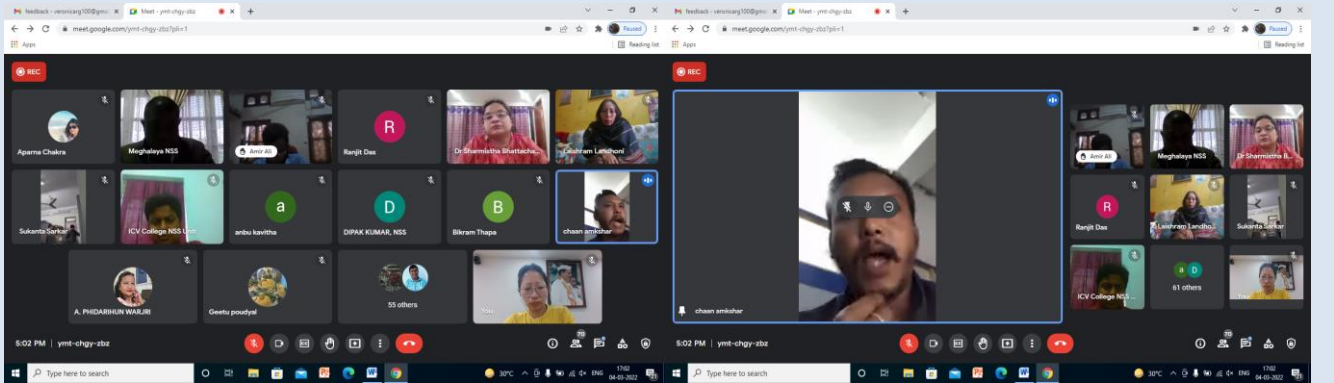 feedback - veronicarg100@gmai
Meet - ymt-chgy-zbz
meet.google.com/ymt-chgy-zbz?pli=1
Paused
Apps
Reading list
REC
Aparna Chakra
Meghalaya NSS
Amir Ali
R
Ranjit Das
Dr Sharmistha Bhattacha...
Laishram Landhoni
Sukanta Sarkar
ICV College NSS Unit
a
anbu kavitha
D
DIPAK KUMAR, NSS
B
Bikram Thapa
chaan amkshar
A. PHIDARIHUN WARJRI
Geetu poudyal
55 others
You
5:02 PM | ymt-chgy-zbz
70
Type here to search
30°C
ENG
17:02
04-03-2022
feedback - veronicarg100@gmai
Meet - ymt-chgy-zbz
meet.google.com/ymt-chgy-zbz?pli=1
Paused
Apps
Reading list
REC
chaan amkshar
Amir Ali
Meghalaya NSS
Dr Sharmistha B...
R
Ranjit Das
Laishram Landho...
Sukanta Sarkar
ICV College NSS ...
a D
61 others
You
5:02 PM | ymt-chgy-zbz
70
Type here to search
30°C
ENG
17:02
04-03-2022